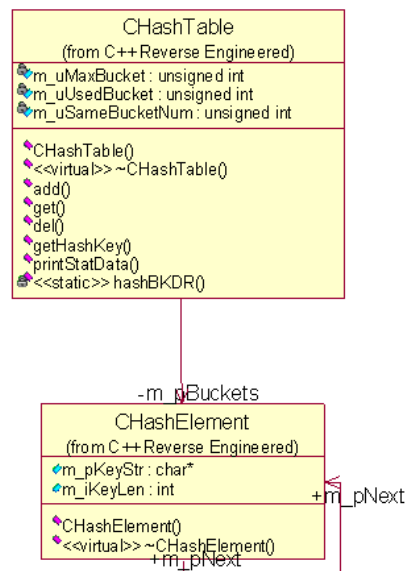 CHashTable
(from C++ Reverse Engineered)
m_uMaxBucket : unsigned int
m_uUsedBucket : unsigned int
m_uSameBucketNum : unsigned int
CHashTable()
<<virtual>> ~CHashTable()
add()
get()
del()
getHashKey()
printStatData()
<<static>> hashBKDR()
-m_pBuckets
CHashElement
(from C++ Reverse Engineered)
m_pKeyStr : char*
m_iKeyLen : int
+m_pNext
CHashElement()
<<virtual>> ~CHashElement()
+m_pNext